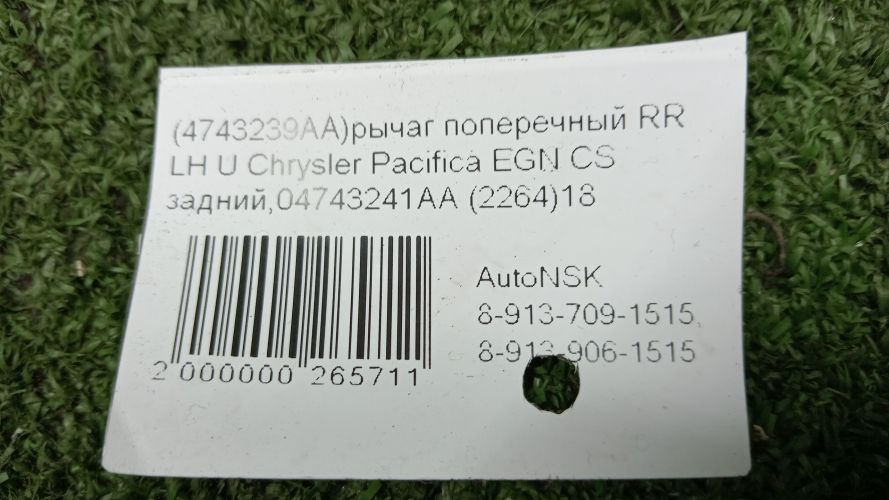 (4743239AA)рычаг поперечный RR
LH U Chrysler Pacifica EGN CS
задний,04743241AA (2264)18
AutoNSK
8-913-709-1515,
8-913-906-1515
2 000000 265711